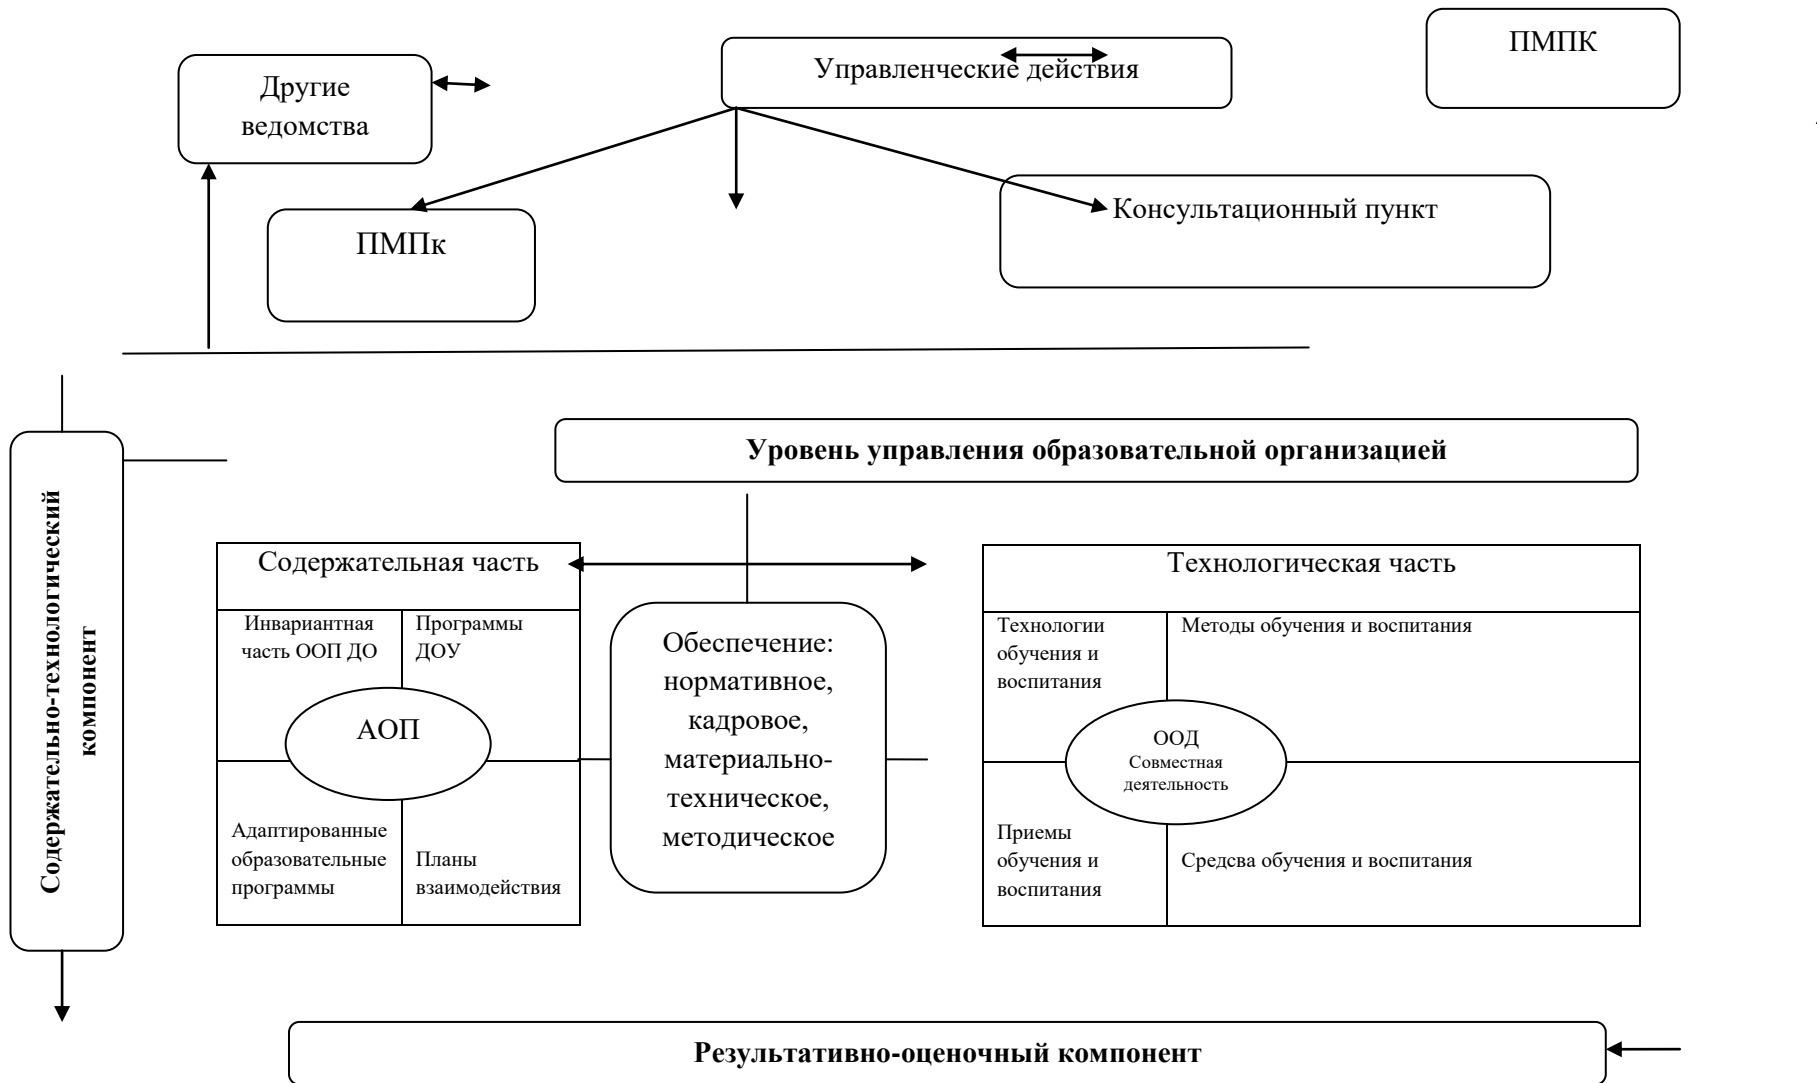 ПМПК
Управленческие действия
Другие
ведомства
Консультационный пункт
ПМПк
Уровень управления образовательной организацией
Содержательно-технологический
компонент
Содержательная часть
Технологическая часть
Инвариантная
часть ООП ДО
Программы
ДОУ
АОП
Адаптированные
образовательные
программы
Планы
взаимодействия
Обеспечение:
нормативное,
кадровое,
материально-
техническое,
методическое
Технологии
обучения и
воспитания
Методы обучения и воспитания
ООД
Совместная
деятельность
Приемы
обучения и
воспитания
Средсва обучения и воспитания
Результативно-оценочный компонент